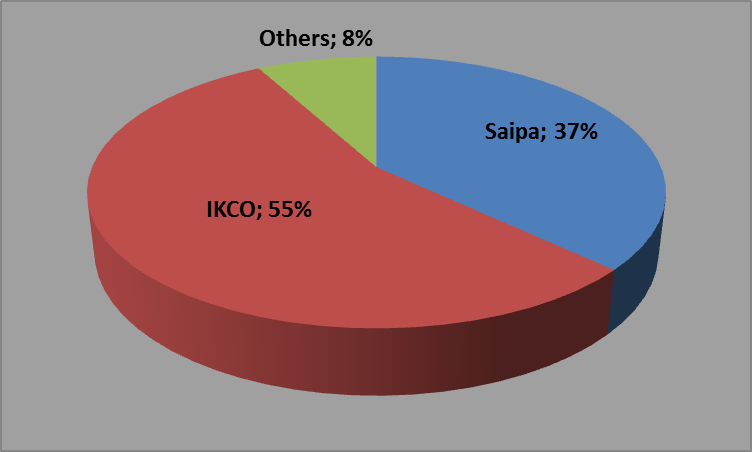 Others; 8%
Saipa; 37%
IKCO; 55%